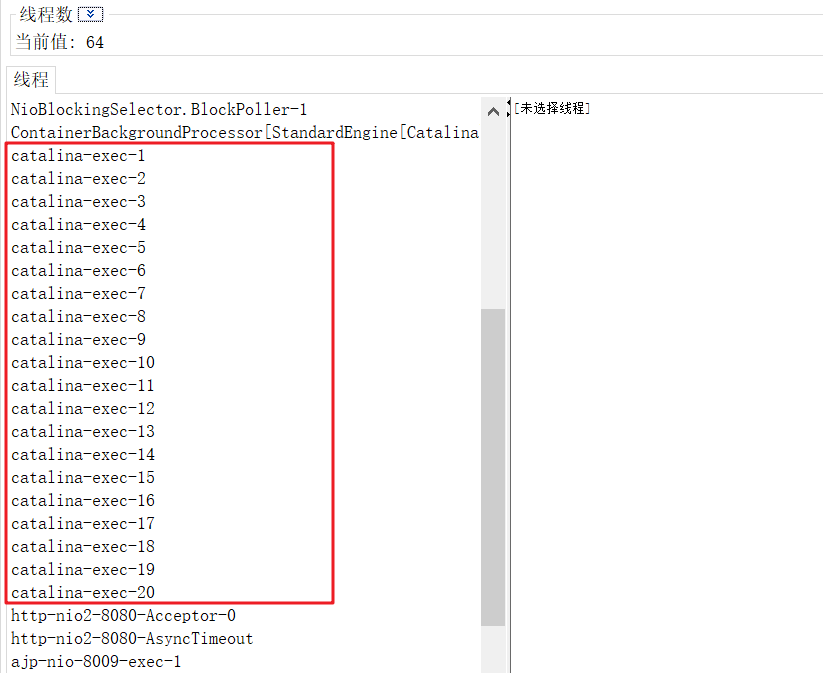 线程数
当前值: 64
线程
NioBlockingSelector.BlockPoller-1
ContainerBackgroundProcessor[StandardEngine[Catalina
catalina-exec-1
catalina-exec-2
catalina-exec-3
catalina-exec-4
catalina-exec-5
catalina-exec-6
catalina-exec-7
catalina-exec-8
catalina-exec-9
catalina-exec-10
catalina-exec-11
catalina-exec-12
catalina-exec-13
catalina-exec-14
catalina-exec-15
catalina-exec-16
catalina-exec-17
catalina-exec-18
catalina-exec-19
catalina-exec-20
http-nio2-8080-Acceptor-0
http-nio2-8080-AsyncTimeout
ajp-nio-8009-exec-1
[未选择线程]